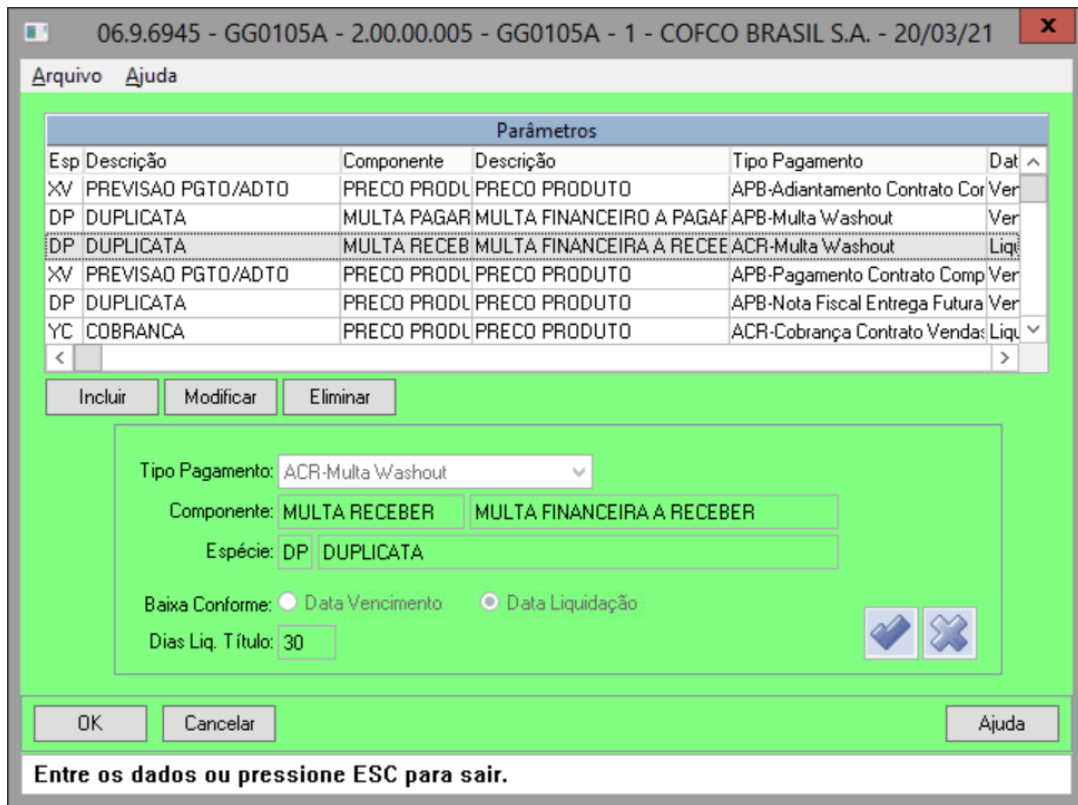 06.9.6945 - GG0105A - 2.00.00.005 - GG0105A - 1 - COFCO BRASIL S.A. - 20/03/21 x
Arquivo Ajuda
Parâmetros
Esp Descrição Componente Descrição Tipo Pagamento Dat
XV PREVISAO PGTO/ADTO PRECO PRODU PRECO PRODUTO APB-Adiantamento Contrato Cor Ver
DP DUPLICATA MULTA PAGAR MULTA FINANCEIRO A PAGAR APB-Multa Washout Ver
DP DUPLICATA MULTA RECEB MULTA FINANCEIRA A RECEB ACR-Multa Washout Liqu
XV PREVISAO PGTO/ADTO PRECO PRODU PRECO PRODUTO APB-Pagamento Contrato Comp Ver
DP DUPLICATA PRECO PRODU PRECO PRODUTO APB-Nota Fiscal Entrega Futura Ver
YC COBRANCA PRECO PRODU PRECO PRODUTO ACR-Cobrança Contrato Vendas Liqu
Incluir Modificar Eliminar
Tipo Pagamento: ACR-Multa Washout
Componente: MULTA RECEBER MULTA FINANCEIRA A RECEBER
Espécie: DP DUPLICATA
Baixa Conforme: Data Vencimento Data Liquidação
Dias Liq. Título: 30
OK Cancelar Ajuda
Entre os dados ou pressione ESC para sair.